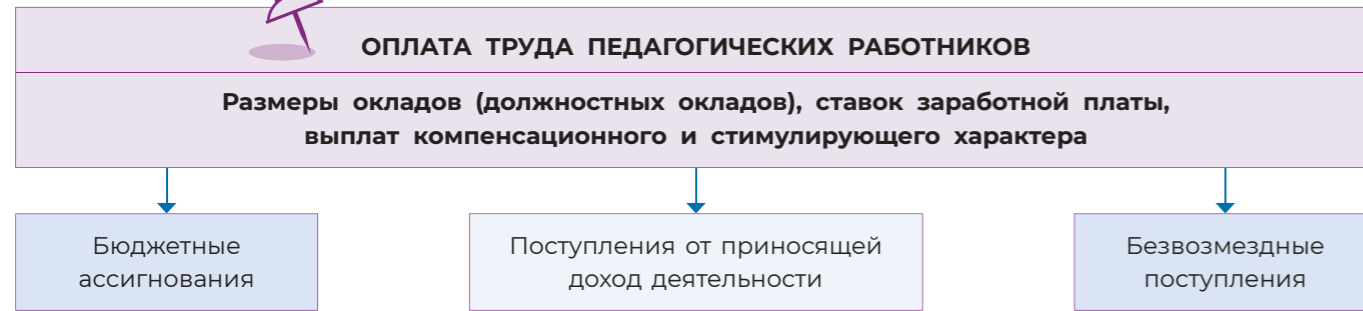 ОПЛАТА ТРУДА ПЕДАГОГИЧЕСКИХ РАБОТНИКОВ
Размеры окладов (должностных окладов), ставок заработной платы,
выплат компенсационного и стимулирующего характера
Бюджетные
ассигнования
Поступления от приносящей
доход деятельности
Безвозмездные
поступления